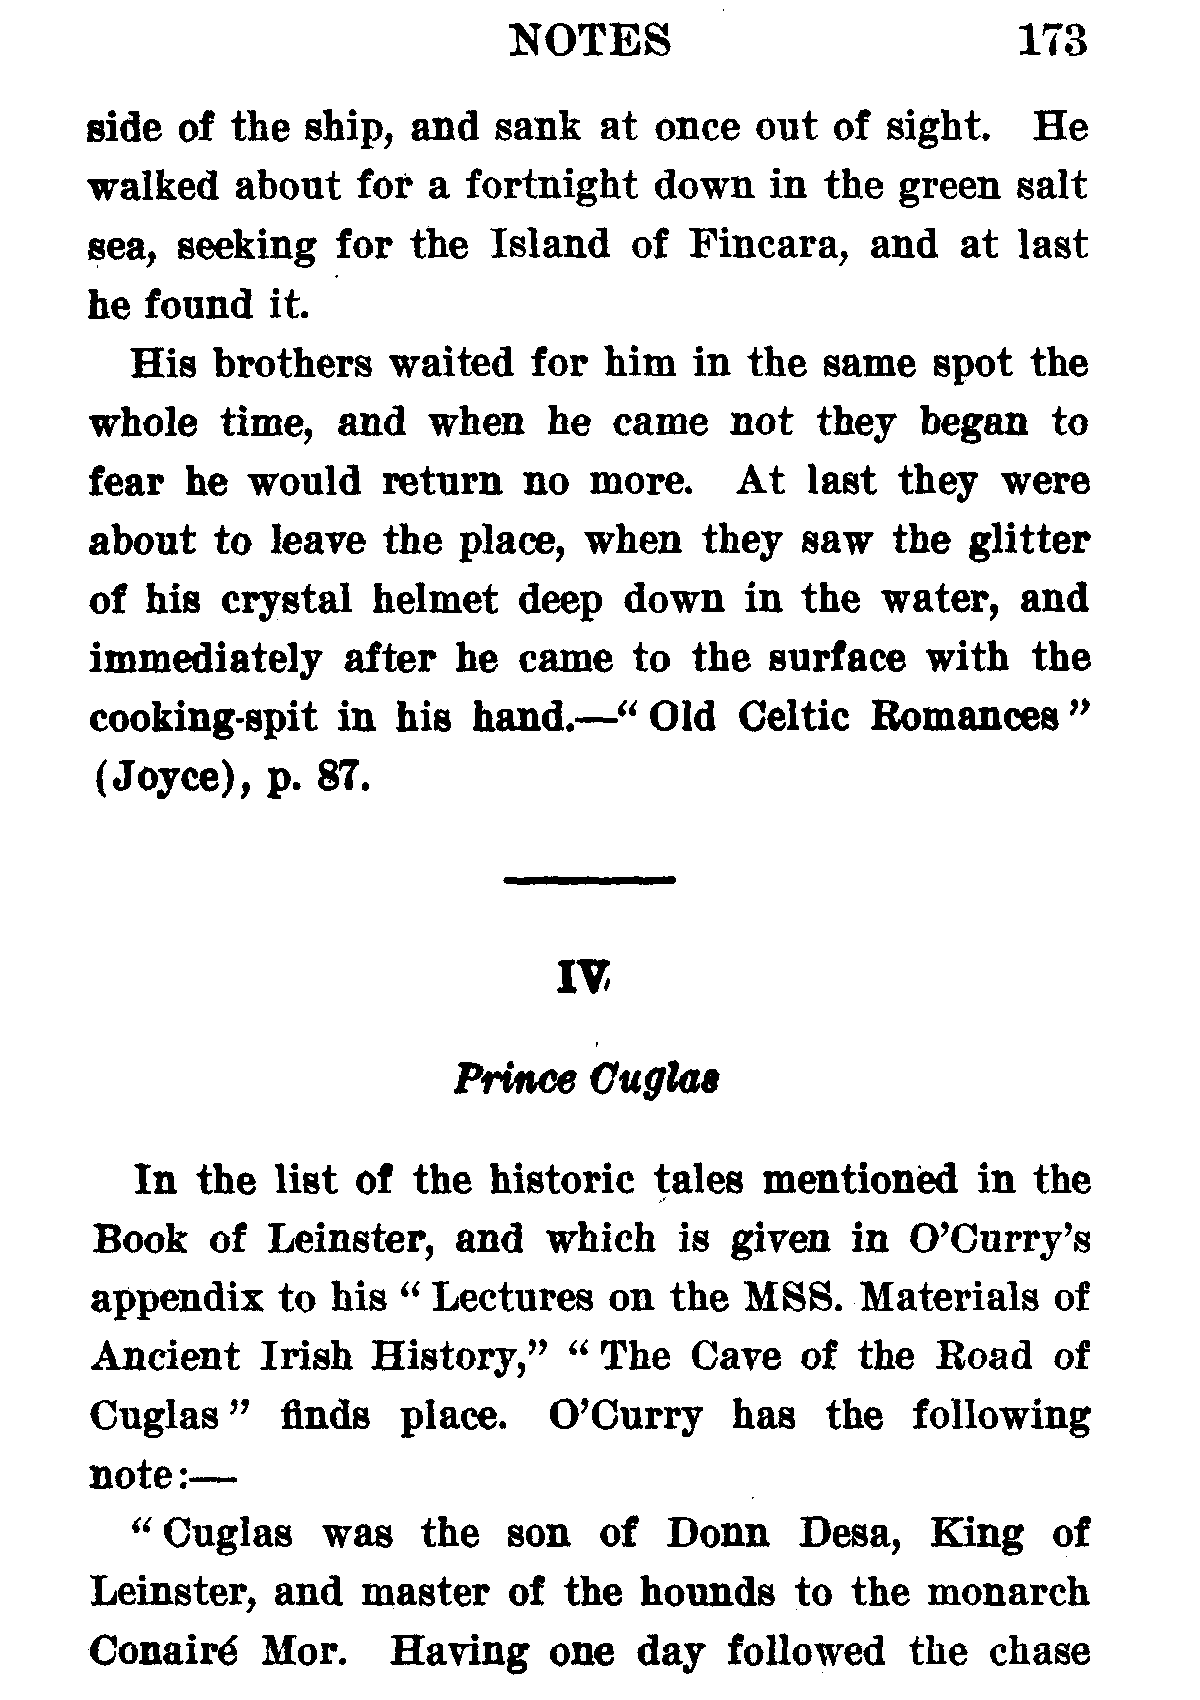 NOTES 173
side of the ship, and sank at once out of sight. He
walked about for a fortnight down in the green salt
sea, seeking for the Island of Fincara, and at last
he found it.
His brothers waited for him in the same spot the
whole time, and when he came not they began to
fear he would return no more. At last they were
about to leave the place, when they saw the glitter
of his crystal helmet deep down in the water, and
immediately after he came to the surface with the
cooking-spit in his hand.—“ Old Celtic Romances ”
(Joyce), p. 87.
IV.
Prince Cuglas
In the list of the historic tales mentioned in the
Book of Leinster, and which is given in O’Curry’s
appendix to his “ Lectures on the MSS. Materials of
Ancient Irish History,” “ The Cave of the Road of
Cuglas ” finds place. O’Curry has the following
note:—
“ Cuglas was the son of Donn Desa, King of
Leinster, and master of the hounds to the monarch
Conairé Mor. Having one day followed the chase